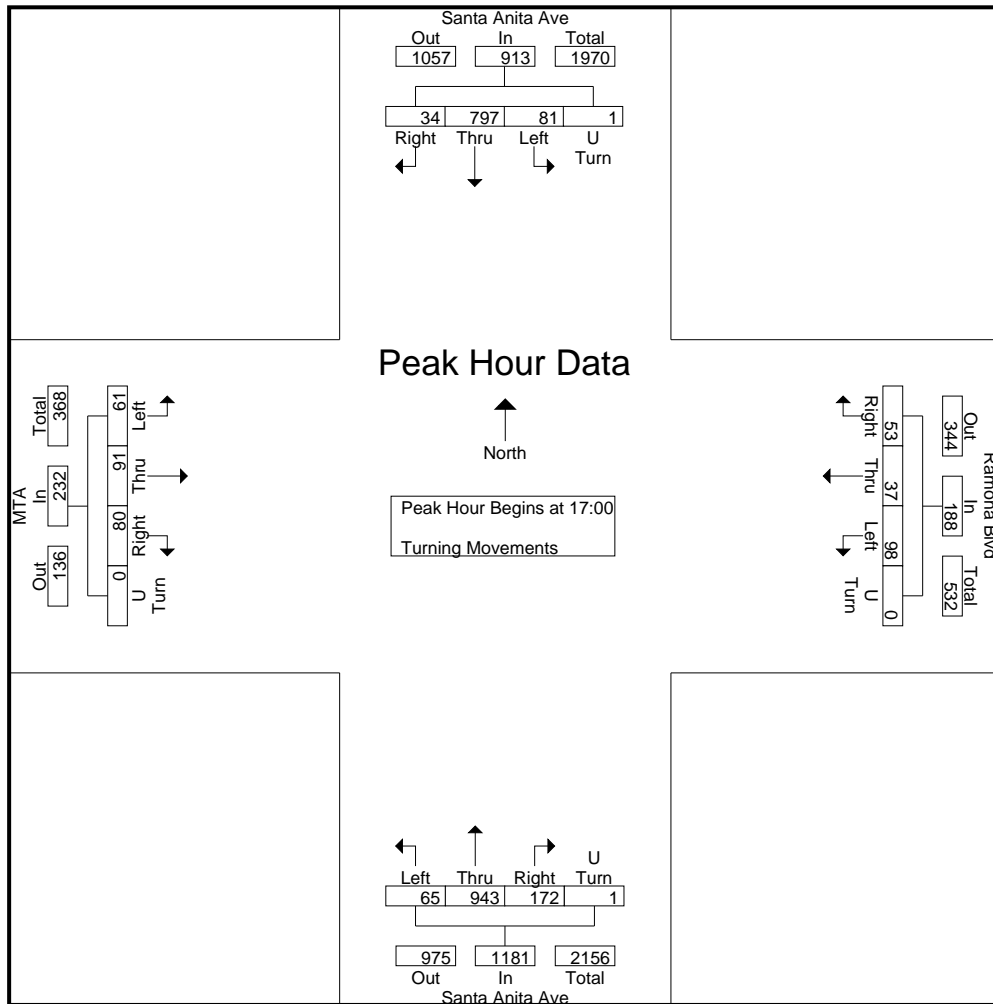 Santa Anita Ave
Out In Total
1057 913 1970
34 797 81 1
Right Thru Left U
Turn
Peak Hour Data
North
Peak Hour Begins at 17:00
Turning Movements
MTA
Total In Out
368 232 136
61 91 80 0
Left Thru Right U
Turn
Ramona Blvd
Out In Total
344 188 532
53 37 98 0
Right Thru Left U
Turn
U
Left Thru Right Turn
65 943 172 1
975 1181 2156
Out In Total
Santa Anita Ave